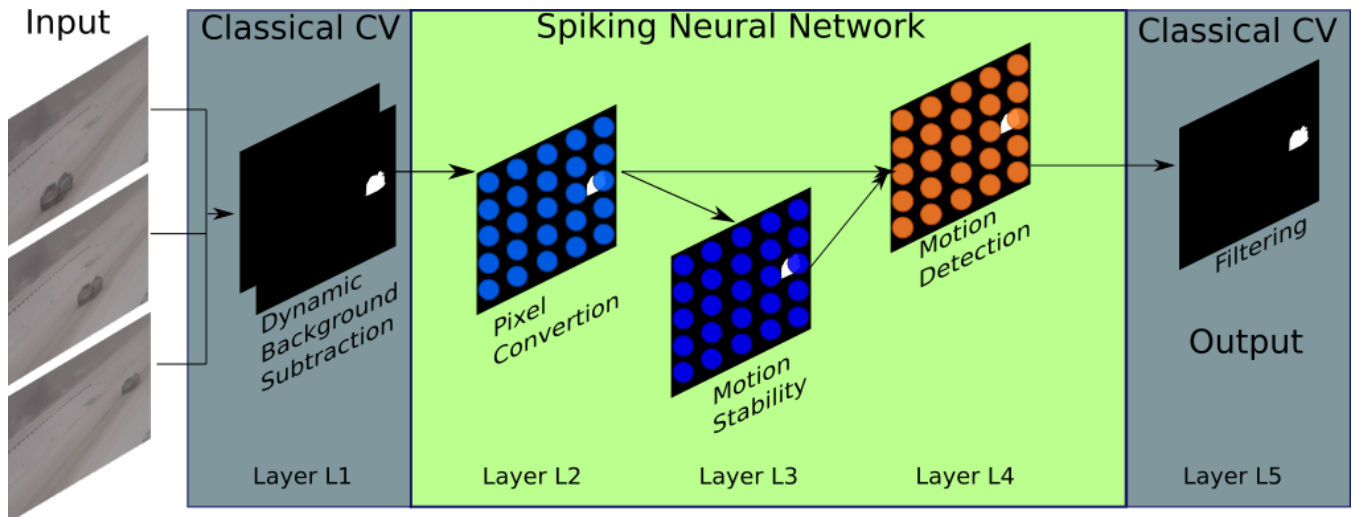 Input
Classical CV
Spiking Neural Network
Classical CV
Dynamic
Background
Subtraction
Pixel
Convertion
Motion
Stability
Motion
Detection
Filtering
Output
Layer L1
Layer L2
Layer L3
Layer L4
Layer L5